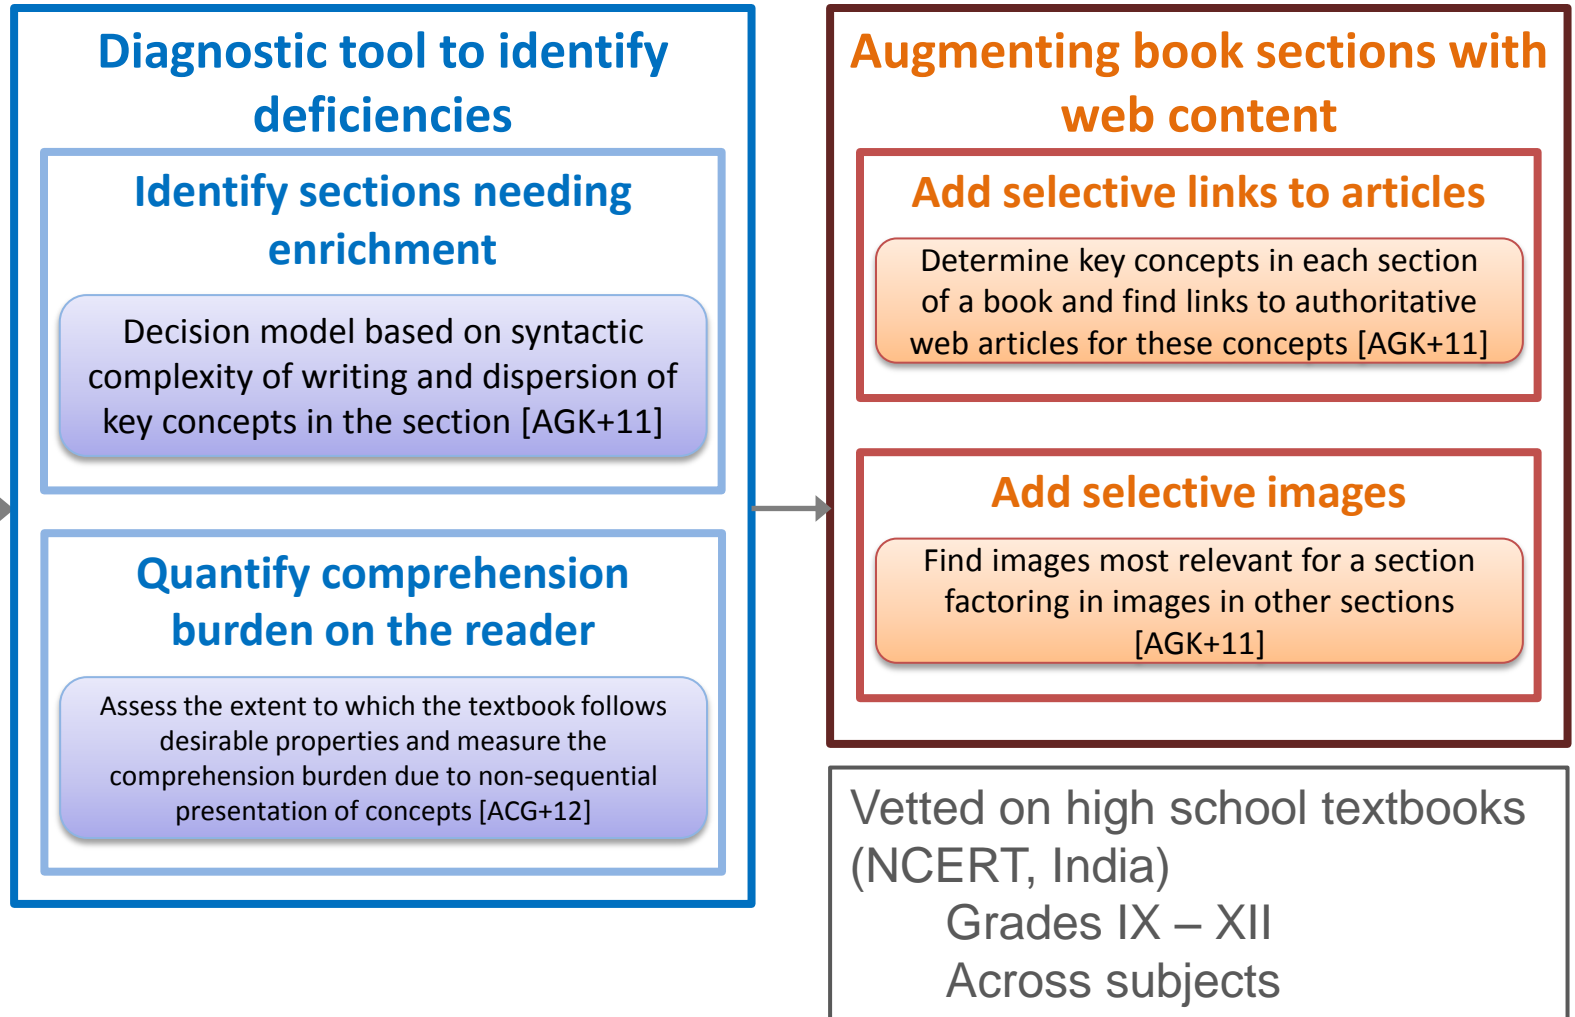 Diagnostic tool to identify
deficiencies
Identify sections needing
enrichment
Decision model based on syntactic
complexity of writing and dispersion of
key concepts in the section [AGK+11]
Quantify comprehension
burden on the reader
Assess the extent to which the textbook follows
desirable properties and measure the
comprehension burden due to non-sequential
presentation of concepts [ACG+12]
Augmenting book sections with
web content
Add selective links to articles
Determine key concepts in each section
of a book and find links to authoritative
web articles for these concepts [AGK+11]
Add selective images
Find images most relevant for a section
factoring in images in other sections
[AGK+11]
Vetted on high school textbooks
(NCERT, India)
Grades IX – XII
Across subjects